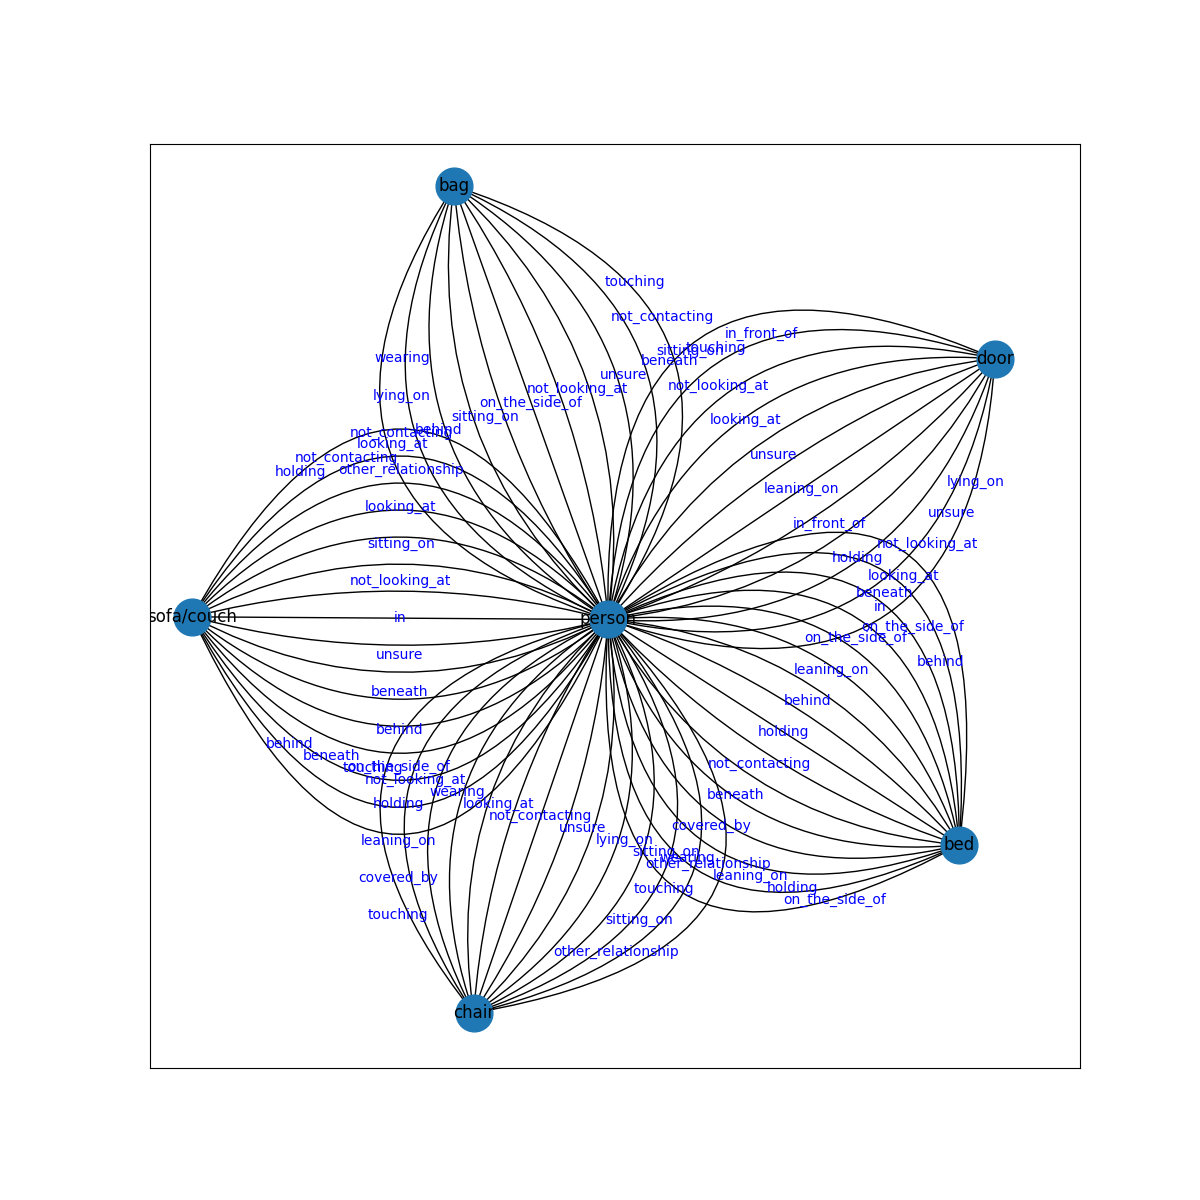 bag
touching
not_contacting
in_front_of
touching
sitting_on
door
beneath
wearing
unsure
not_looking_at
not_looking_at
lying_on
on_the_side_of
sitting_on
looking_at
behind
not_contacting
looking_at
unsure
not_contacting
other_relationship
holding
lying_on
leaning_on
looking_at
unsure
in_front_of
sitting_on
not_looking_at
holding
not_looking_at
looking_at
beneath
in
sofa/couch
in
person
on_the_side_of
on_the_side_of
unsure
behind
leaning_on
beneath
behind
behind
holding
behind
beneath
not_contacting
on_the_side_of
touching
not_looking_at
wearing
beneath
holding
looking_at
not_contacting
covered_by
unsure
leaning_on
lying_on
bed
sitting_on
wearing
other_relationship
covered_by
leaning_on
touching
holding
on_the_side_of
touching
sitting_on
other_relationship
chair